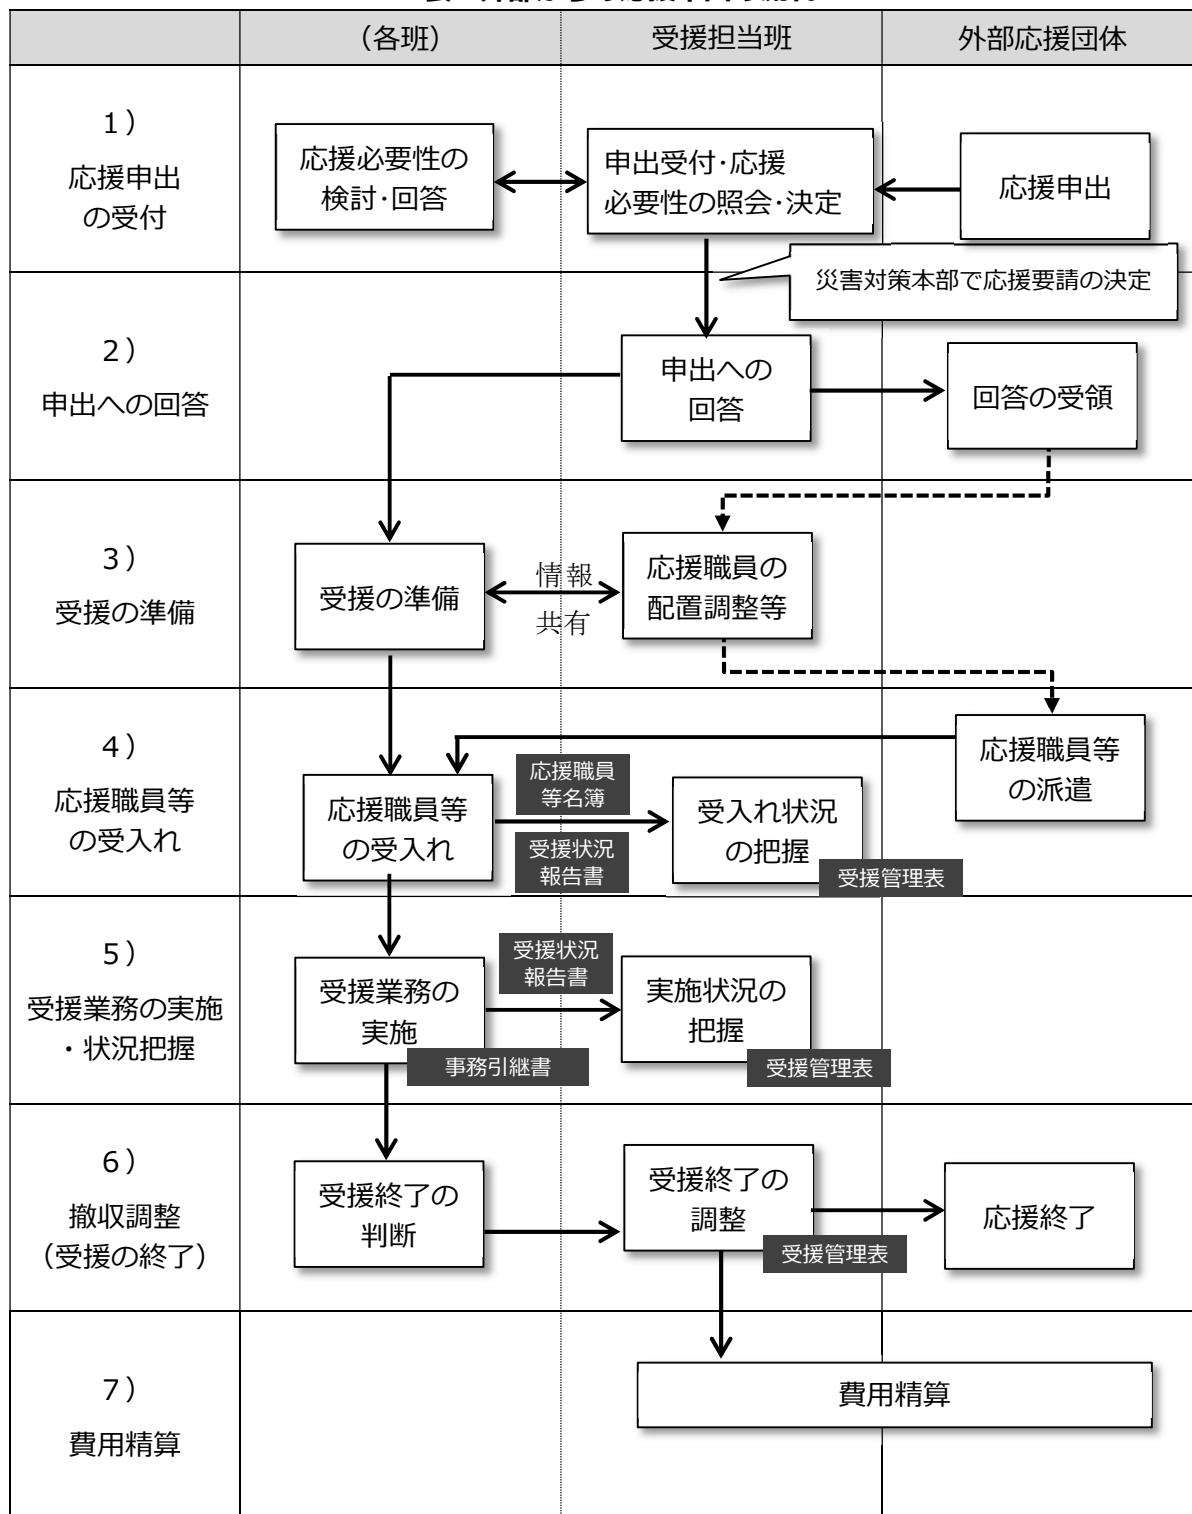 （各班）
受援担当班
外部応援団体
１）
応援申出
の受付
応援必要性の
検討・回答
申出受付・応援
必要性の照会・決定
応援申出
災害対策本部で応援要請の決定
２）
申出への回答
申出への
回答
回答の受領
３）
受援の準備
受援の準備
情報
共有
応援職員の
配置調整等
４）
応援職員等
の受入れ
応援職員等
の受入れ
応援職員
等名簿
受援状況
報告書
受入れ状況
の把握
受援管理表
応援職員等
の派遣
５）
受援業務の実施
・状況把握
受援業務の
実施
事務引継書
受援状況
報告書
実施状況の
把握
受援管理表
６）
撤収調整
（受援の終了）
受援終了の
判断
受援終了の
調整
受援管理表
応援終了
７）
費用精算
費用精算